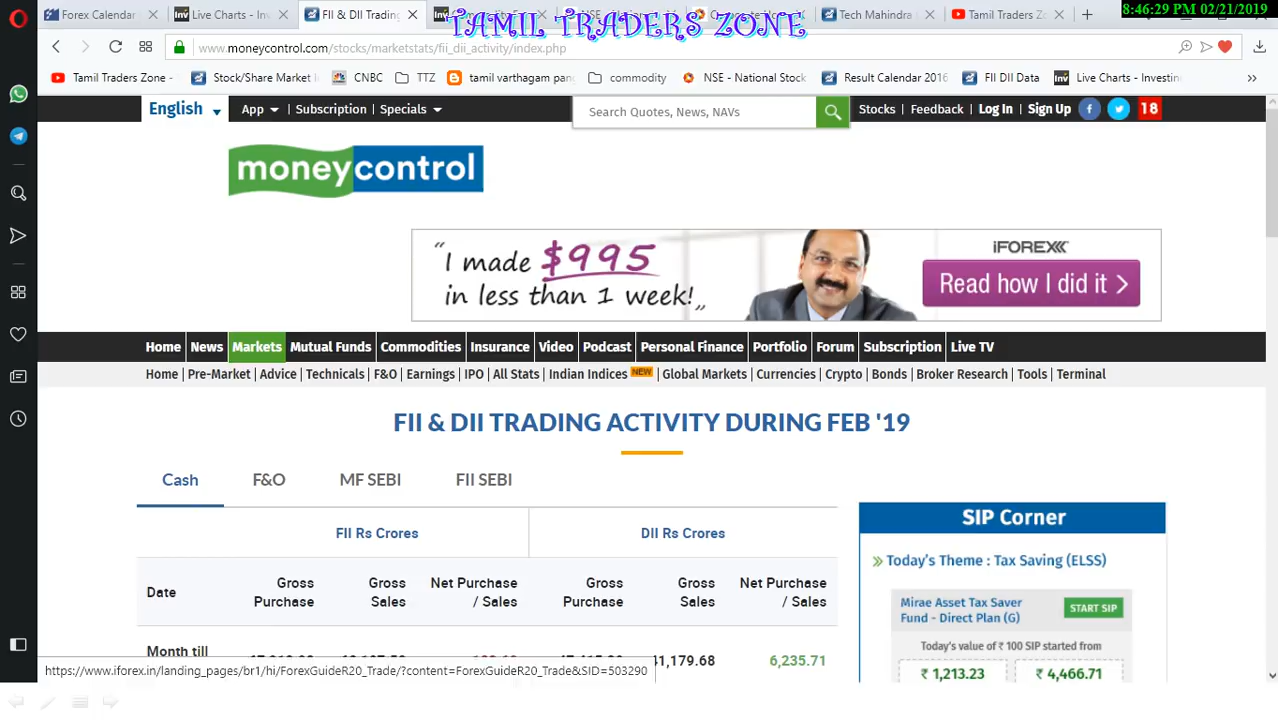 Forex Calendar
Live Charts - Inv
FII & DII Trading
TAMIL TRADERS ZONE
Tech Mahindra
Tamil Traders Zo
8:46:29 PM 02/21/2019
www.moneycontrol.com/stocks/marketstats/fii_dii_activity/index.php
Tamil Traders Zone -
Stock/Share Market
CNBC
TTZ
tamil varthagam pan
commodity
NSE - National Stock
Result Calendar 2016
FII DII Data
Live Charts - Investin
English
App | Subscription | Specials
Search Quotes, News, NAVs
Stocks | Feedback | Log In | Sign Up
18
moneycontrol
“I made $995
in less than 1 week!„
iFOREX
Read how I did it >
Home News Markets Mutual Funds Commodities Insurance Video Podcast Personal Finance Portfolio Forum Subscription Live TV
Home | Pre-Market | Advice | Technicals | F&O | Earnings | IPO | All Stats | Indian Indices NEW | Global Markets | Currencies | Crypto | Bonds | Broker Research | Tools | Terminal
FII & DII TRADING ACTIVITY DURING FEB '19
Cash F&O MF SEBI FII SEBI
FII Rs Crores DII Rs Crores
Date
Gross Purchase
Gross Sales
Net Purchase / Sales
Gross Purchase
Gross Sales
Net Purchase / Sales
Month till
41,179.68 6,235.71
https://www.iforex.in/landing_pages/br1/hi/ForexGuideR20_Trade/?content=ForexGuideR20_Trade&SID=503290
SIP Corner
Today's Theme : Tax Saving (ELSS)
Mirae Asset Tax Saver
Fund - Direct Plan (G)
START SIP
Today's value of ₹ 100 SIP started from
₹ 1,213.23 ₹ 4,466.71